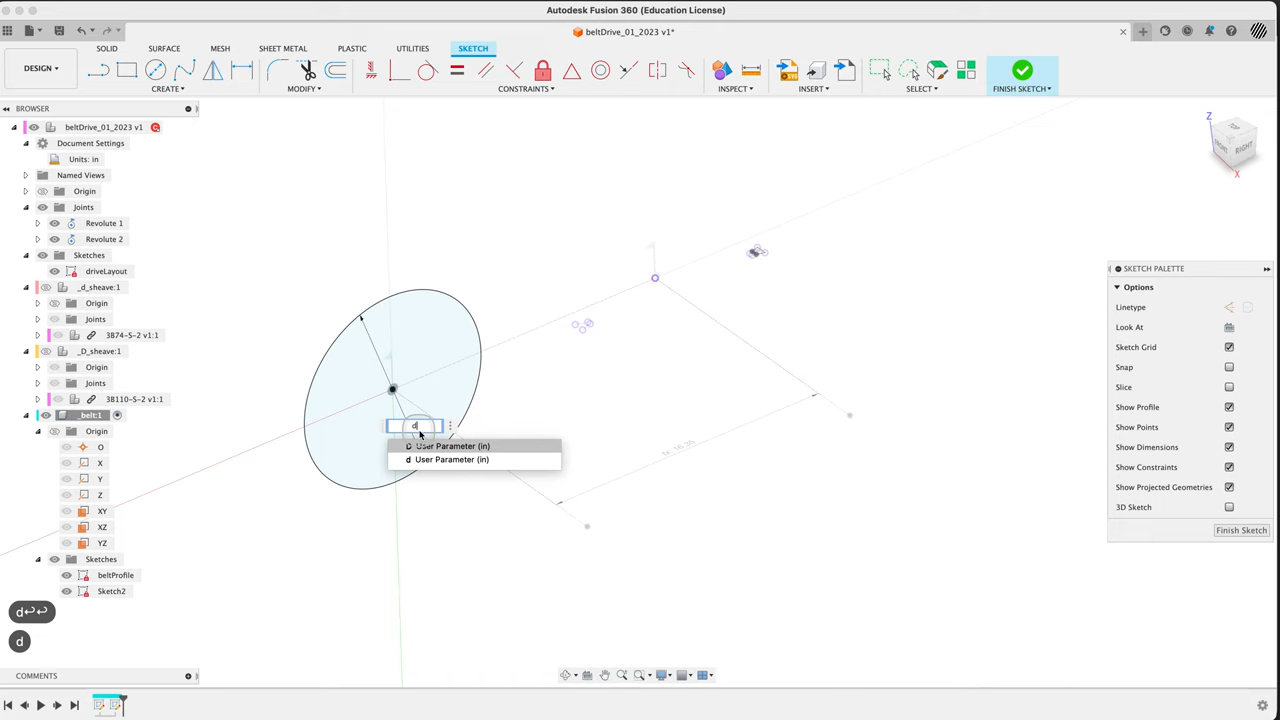 Autodesk Fusion 360 (Education License)
beltDrive_01_2023 v1*
DESIGN
SOLID SURFACE MESH SHEET METAL PLASTIC UTILITIES SKETCH
CREATE MODIFY CONSTRAINTS INSPECT INSERT SELECT FINISH SKETCH
BROWSER
beltDrive_01_2023 v1
Document Settings
Units: in
Named Views
Origin
Joints
Revolute 1
Revolute 2
Sketches
driveLayout
_d_sheave:1
Origin
Joints
3B74-S-2 v1:1
_D_sheave:1
Origin
Joints
3B110-S-2 v1:1
_belt:1
Origin
O
X
Y
Z
XY
XZ
YZ
Sketches
beltProfile
Sketch2
d
D User Parameter (in)
d User Parameter (in)
TOP
FRONT
RIGHT
Z
X
SKETCH PALETTE
Options
Linetype
Look At
Sketch Grid
Snap
Slice
Show Profile
Show Points
Show Dimensions
Show Constraints
Show Projected Geometries
3D Sketch
Finish Sketch
d↩↩
d
COMMENTS